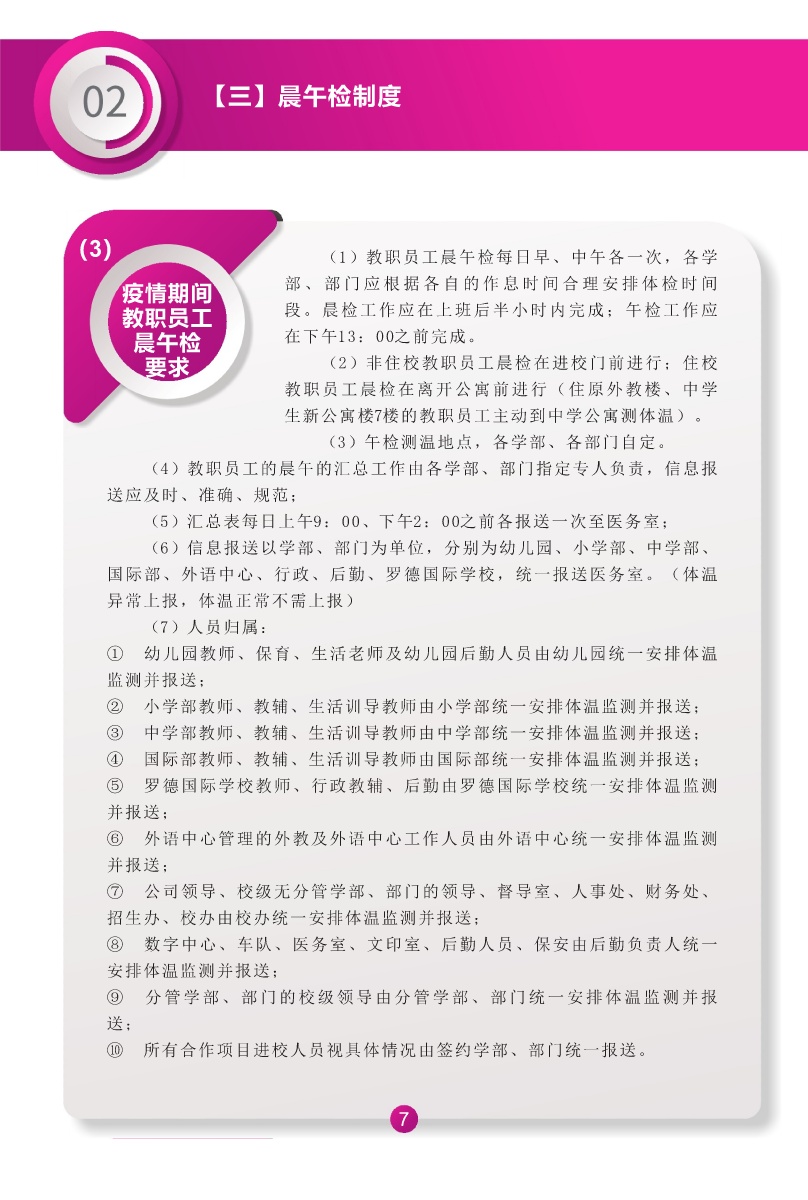 02
【三】晨午检制度
(3)
疫情期间
教职员工
晨午检
要求
（1）教职员工晨午检每日早、中午各一次，各学
部、部门应根据各自的作息时间合理安排体检时间
段。晨检工作应在上班后半小时内完成；午检工作应
在下午13：00之前完成。
（2）非住校教职员工晨检在进校门前进行；住校
教职员工晨检在离开公寓前进行（住原外教楼、中学
生新公寓楼7楼的教职员工主动到中学公寓测体温）。
（3）午检测温地点，各学部、各部门自定。
（4）教职员工的晨午的汇总工作由各学部、部门指定专人负责，信息报
送应及时、准确、规范；
（5）汇总表每日上午9：00、下午2：00之前各报送一次至医务室；
（6）信息报送以学部、部门为单位，分别为幼儿园、小学部、中学部、
国际部、外语中心、行政、后勤、罗德国际学校，统一报送医务室。（体温
异常上报，体温正常不需上报）
（7）人员归属：
① 幼儿园教师、保育、生活老师及幼儿园后勤人员由幼儿园统一安排体温
监测并报送；
② 小学部教师、教辅、生活训导教师由小学部统一安排体温监测并报送；
③ 中学部教师、教辅、生活训导教师由中学部统一安排体温监测并报送；
④ 国际部教师、教辅、生活训导教师由国际部统一安排体温监测并报送；
⑤ 罗德国际学校教师、行政教辅、后勤由罗德国际学校统一安排体温监测
并报送；
⑥ 外语中心管理的外教及外语中心工作人员由外语中心统一安排体温监测
并报送；
⑦ 公司领导、校级无分管学部、部门的领导、督导室、人事处、财务处、
招生办、校办由校办统一安排体温监测并报送；
⑧ 数字中心、车队、医务室、文印室、后勤人员、保安由后勤负责人统一
安排体温监测并报送；
⑨ 分管学部、部门的校级领导由分管学部、部门统一安排体温监测并报
送；
⑩ 所有合作项目进校人员视具体情况由签约学部、部门统一报送。
7